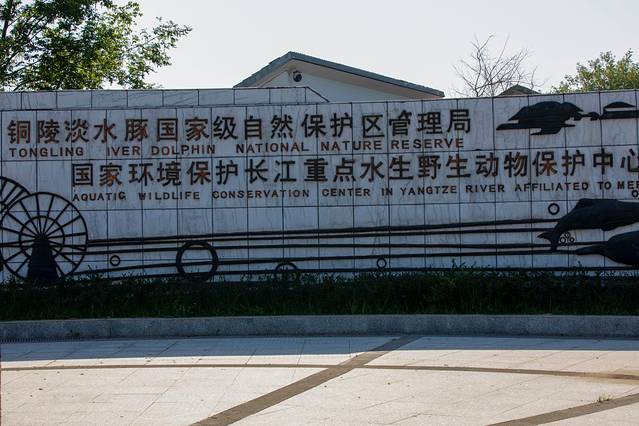 铜陵淡水豚国家级自然保护区管理局
TONGLING IVER DOLPHIN NATIONAL NATURE RESERVE
国家环境保护长江重点水生野生动物保护中心
AQUATIC WILDLIFE CONSERVATION CENTER IN YANGTZE RIVER AFFILIATED TO MEP